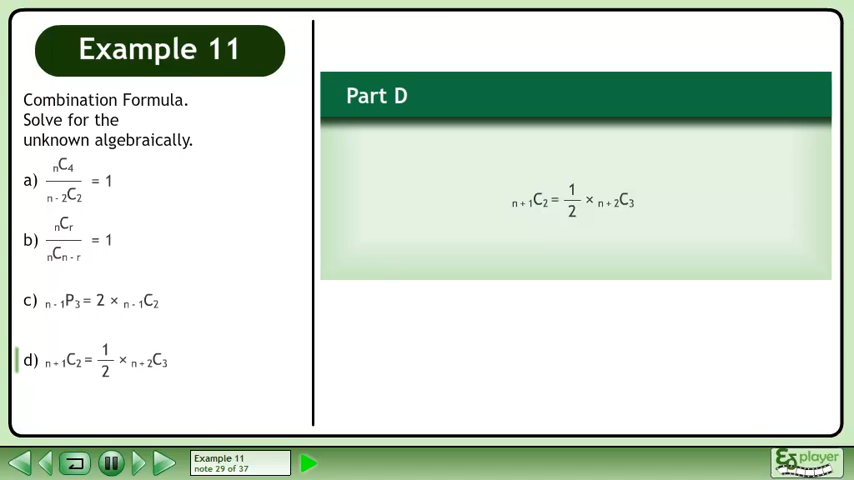 Example 11
Combination Formula.
Solve for the
unknown algebraically.
a) nC4 / n - 2C2 = 1
b) nCr / nCn - r = 1
c) n - 1P3 = 2 × n - 1C2
d) n + 1C2 = 1/2 × n + 2C3
Part D
n + 1C2 = 1/2 × n + 2C3
Example 11
note 29 of 37
player